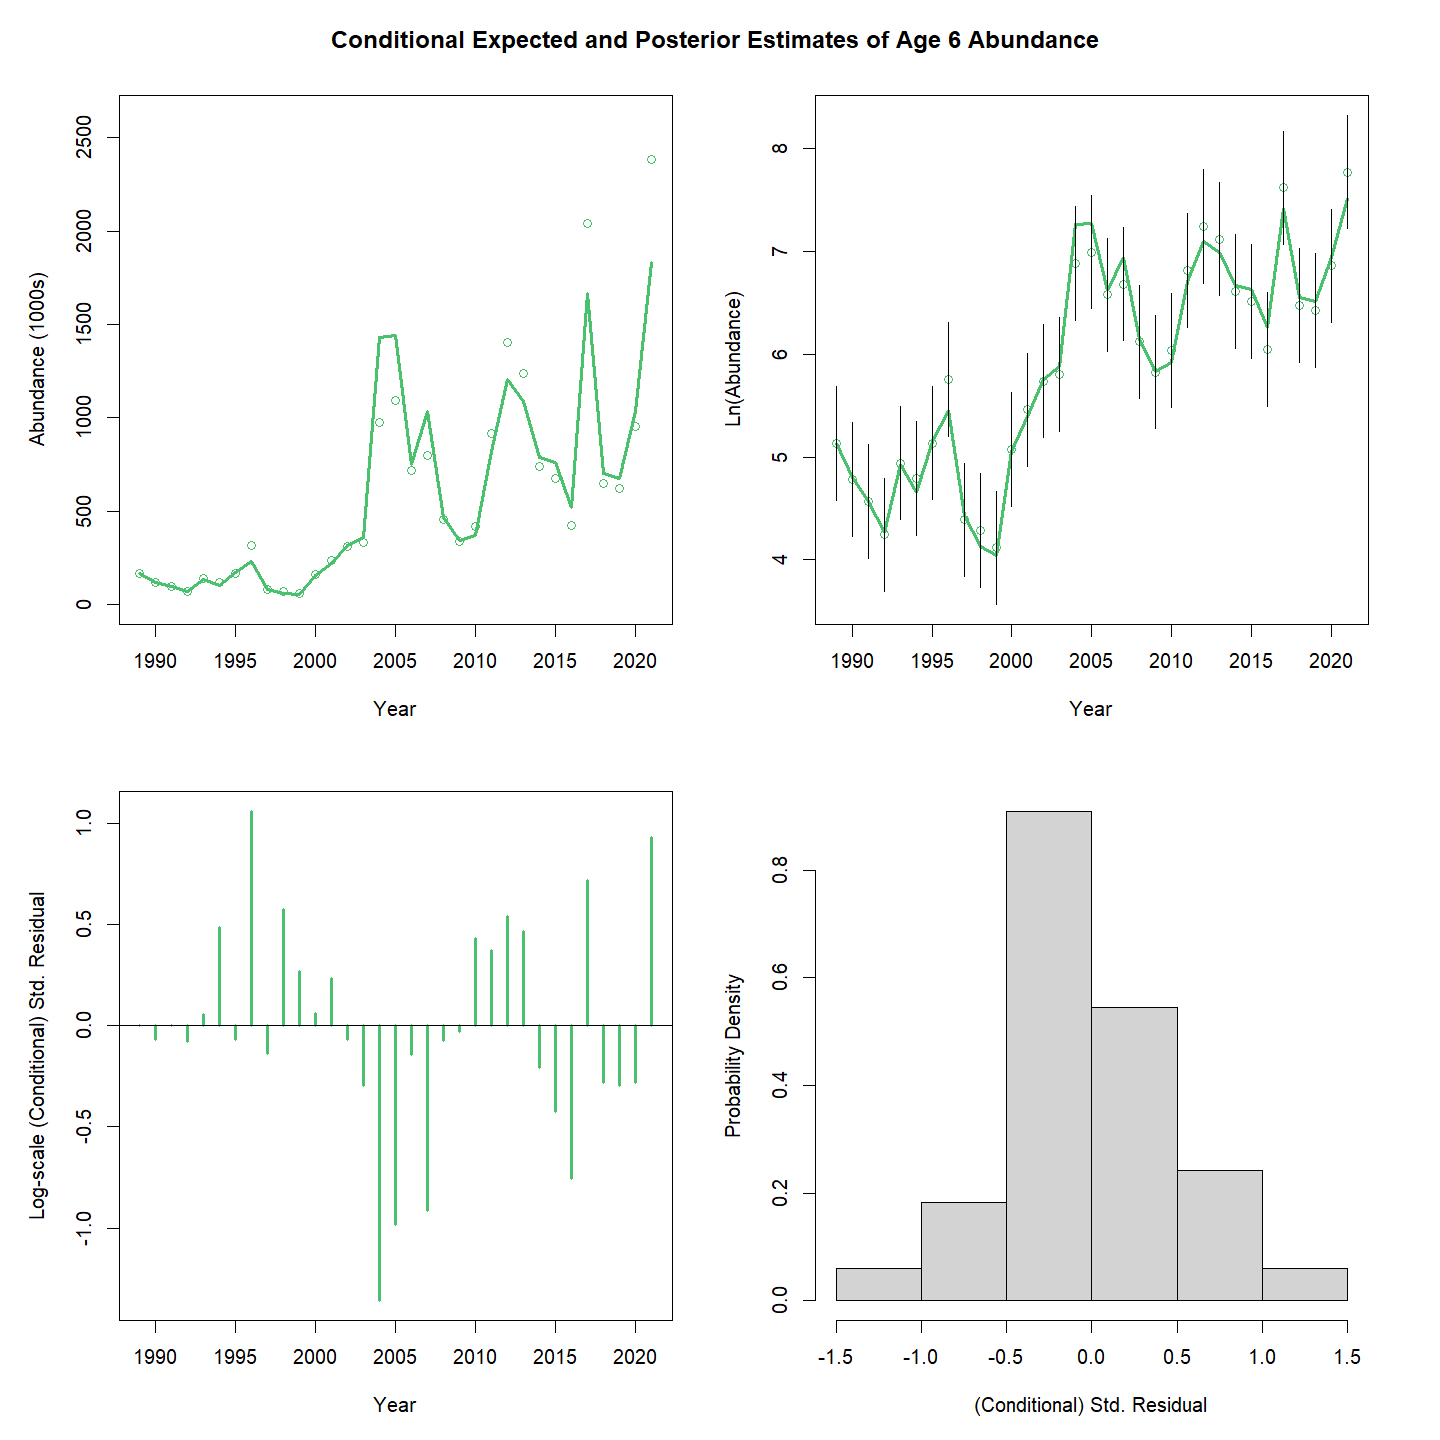 Conditional Expected and Posterior Estimates of Age 6 Abundance
Abundance (1000s)
2500
2000
1500
1000
500
0
1990 1995 2000 2005 2010 2015 2020
Year
Ln(Abundance)
8
7
6
5
4
1990 1995 2000 2005 2010 2015 2020
Year
Log-scale (Conditional) Std. Residual
1.0
0.5
0.0
-0.5
-1.0
1990 1995 2000 2005 2010 2015 2020
Year
Probability Density
0.8
0.6
0.4
0.2
0.0
-1.5 -1.0 -0.5 0.0 0.5 1.0 1.5
(Conditional) Std. Residual